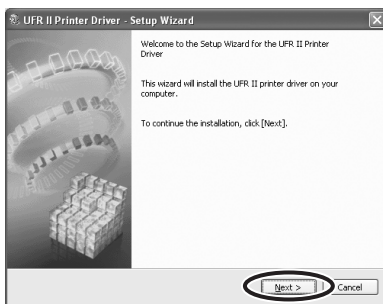 UFR II Printer Driver - Setup Wizard
Welcome to the Setup Wizard for the UFR II Printer
Driver
This wizard will install the UFR II printer driver on your
computer.
To continue the installation, click [Next].
Next >
Cancel